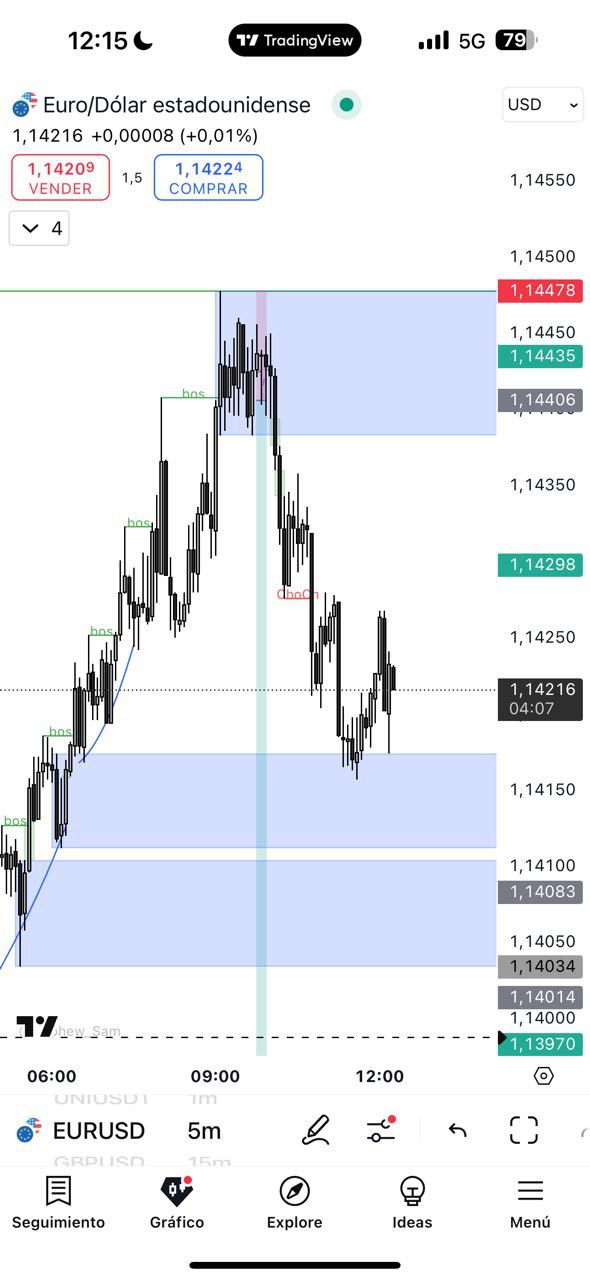 12:15
TradingView
5G
79
Euro/Dólar estadounidense
USD
1,14216 +0,00008 (+0,01%)
1,14209
VENDER
1,5
1,14224
COMPRAR
4
1,14550
1,14500
1,14478
1,14450
1,14435
1,14406
1,14400
1,14350
1,14298
1,14250
1,14216
04:07
1,14150
1,14100
1,14083
1,14050
1,14034
1,14014
1,14000
1,13970
bos
bos
bos
bos
bos
ChoCh
hew_Sam
06:00 09:00 12:00
UNIUSDT 1m
EURUSD 5m
GBPUSD 15m
Seguimiento
Gráfico
Explore
Ideas
Menú